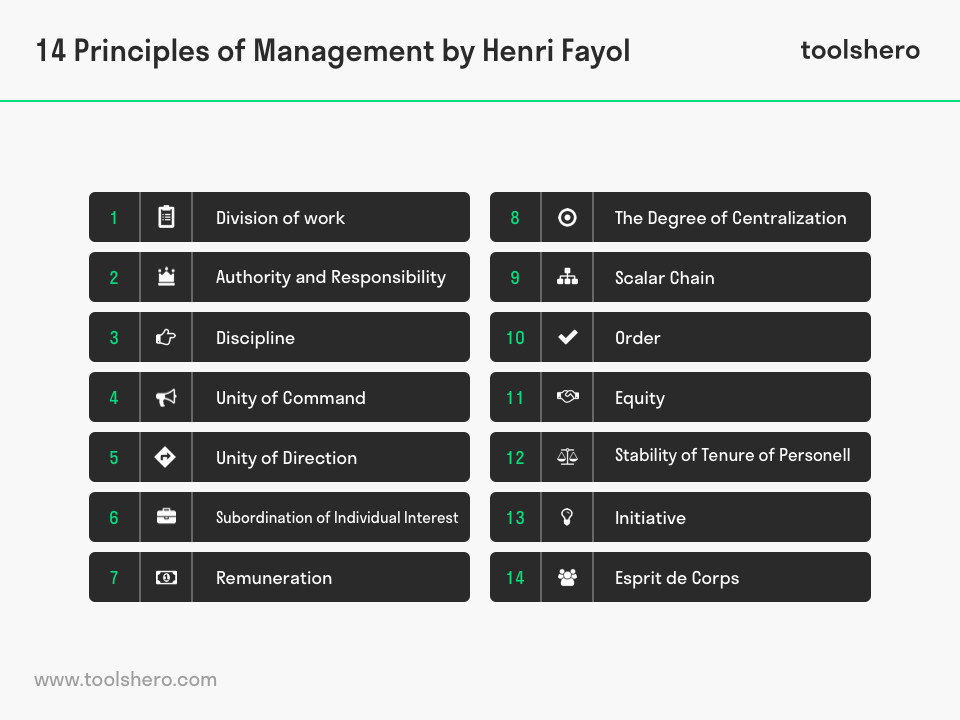 14 Principles of Management by Henri Fayol
toolshero
1 Division of work
2 Authority and Responsibility
3 Discipline
4 Unity of Command
5 Unity of Direction
6 Subordination of Individual Interest
7 Remuneration
8 The Degree of Centralization
9 Scalar Chain
10 Order
11 Equity
12 Stability of Tenure of Personell
13 Initiative
14 Esprit de Corps
www.toolshero.com